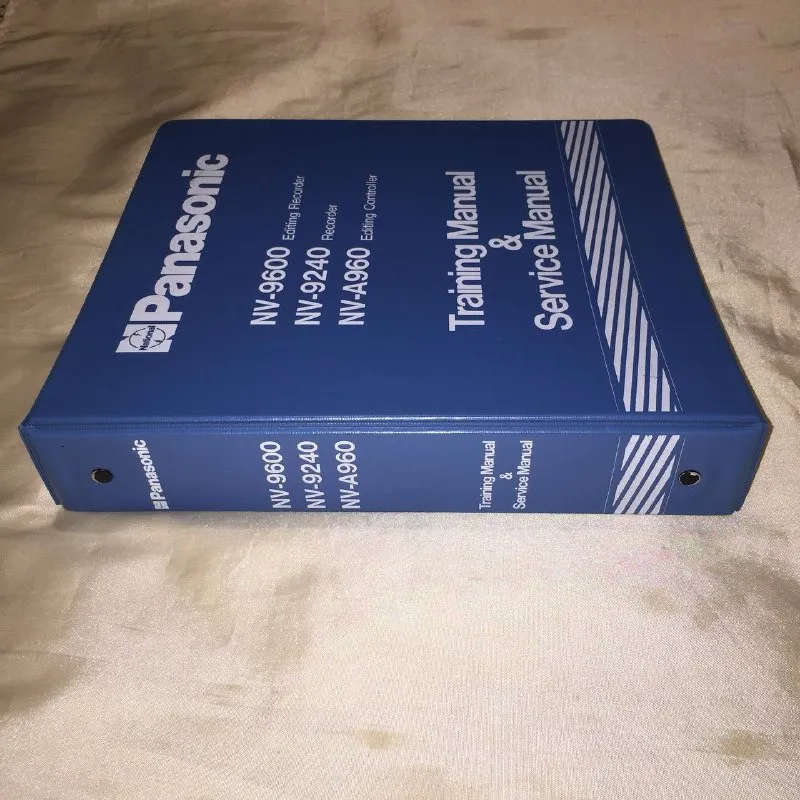 National
Panasonic
NV-9600 Editing Recorder
NV-9240 Recorder
NV-A960 Editing Controller
Training Manual
&
Service Manual
Panasonic
NV-9600
NV-9240
NV-A960
Training Manual
&
Service Manual